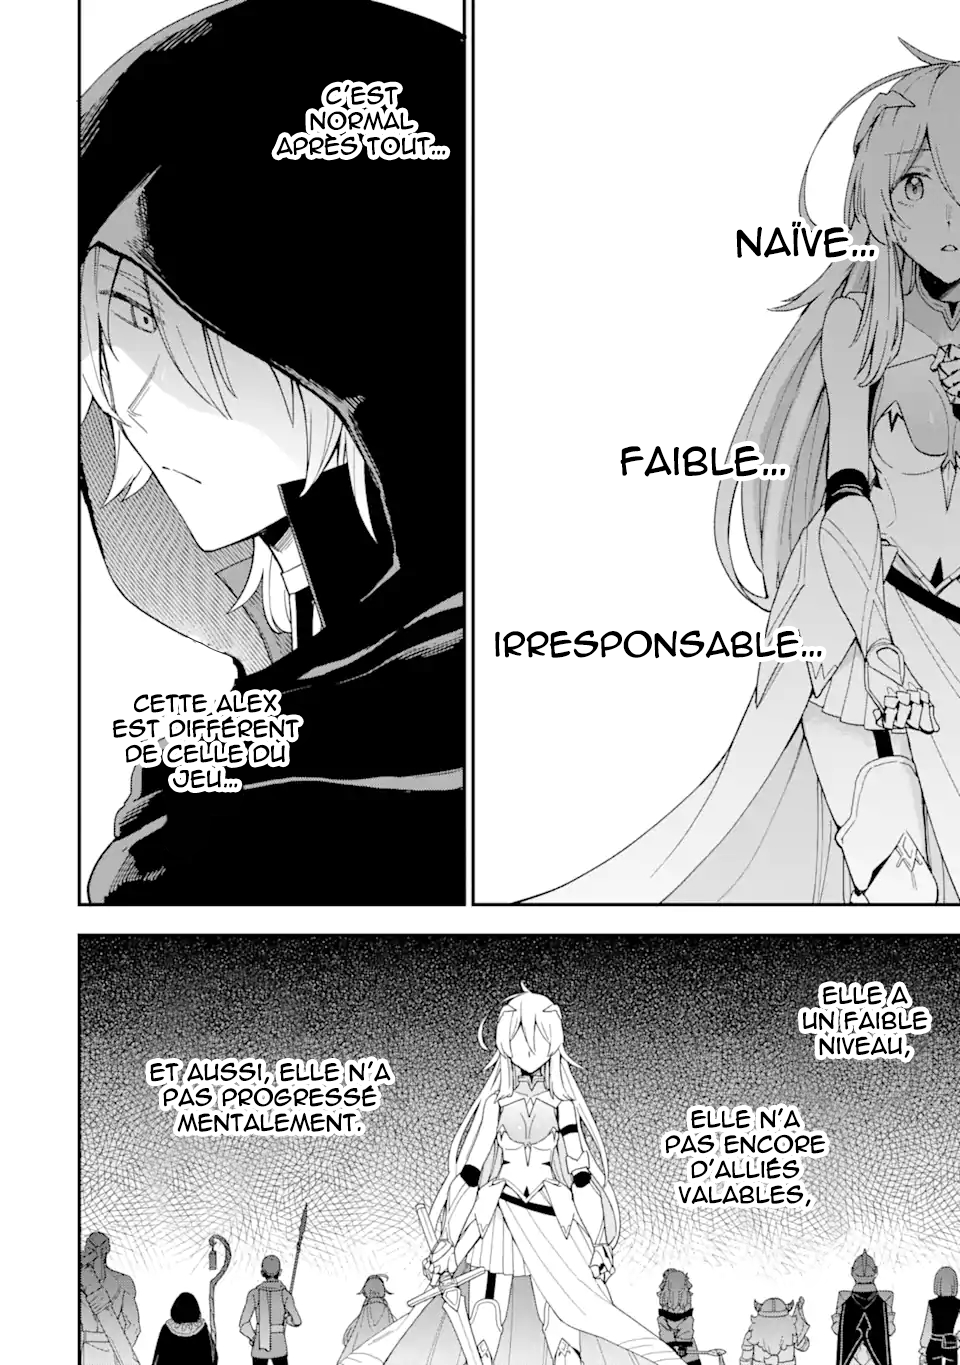 NAÏVE...
FAIBLE...
IRRESPONSABLE...
C'EST
NORMAL
APRÈS TOUT...
CETTE ALEX
EST DIFFÉRENT
DE CELLE DU
JEU...
ELLE A
UN FAIBLE
NIVEAU,
ELLE N'A
PAS ENCORE
D'ALLIÉS
VALABLES,
ET AUSSI, ELLE N'A
PAS PROGRESSÉ
MENTALEMENT.